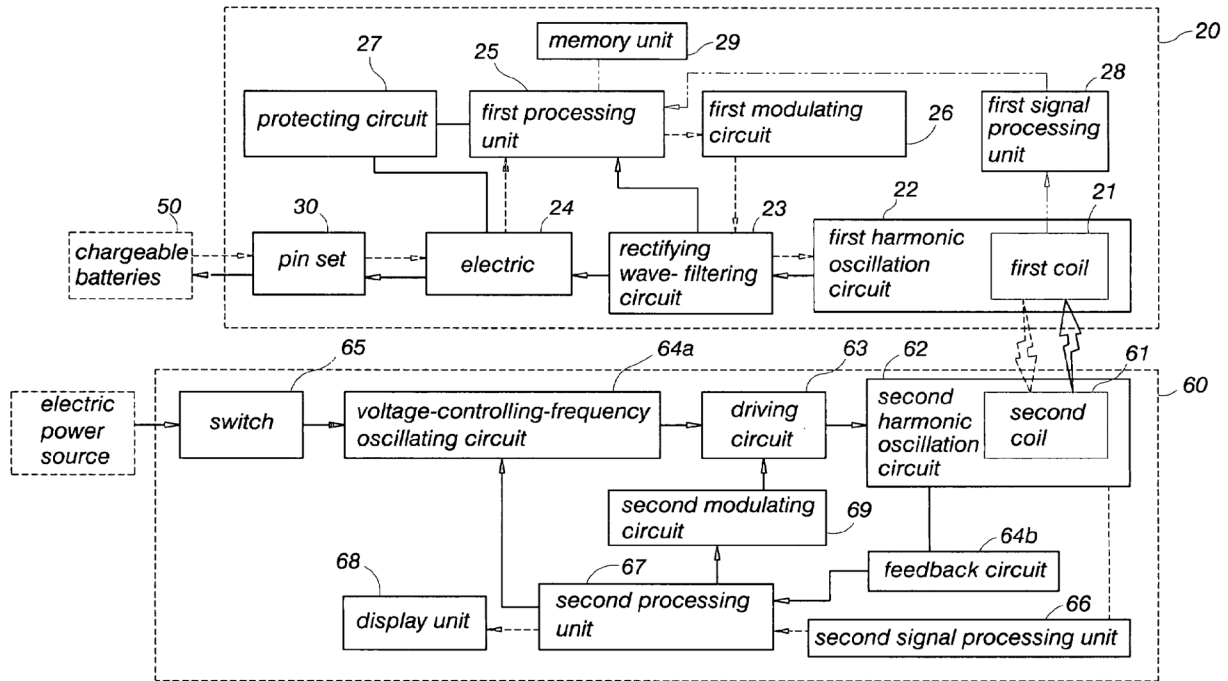 20
memory unit
29
27
25
28
protecting circuit
first processing
unit
first modulating
circuit
26
first signal
processing
unit
22
21
50
30
24
23
chargeable
batteries
pin set
electric
rectifying
wave- filtering
circuit
first harmonic
oscillation
circuit
first coil
65
64a
63
62
61
60
electric
power
source
switch
voltage-controlling-frequency
oscillating circuit
driving
circuit
second
harmonic
oscillation
circuit
second
coil
second modulating
circuit
69
64b
feedback circuit
68
67
66
display unit
second processing
unit
second signal processing unit